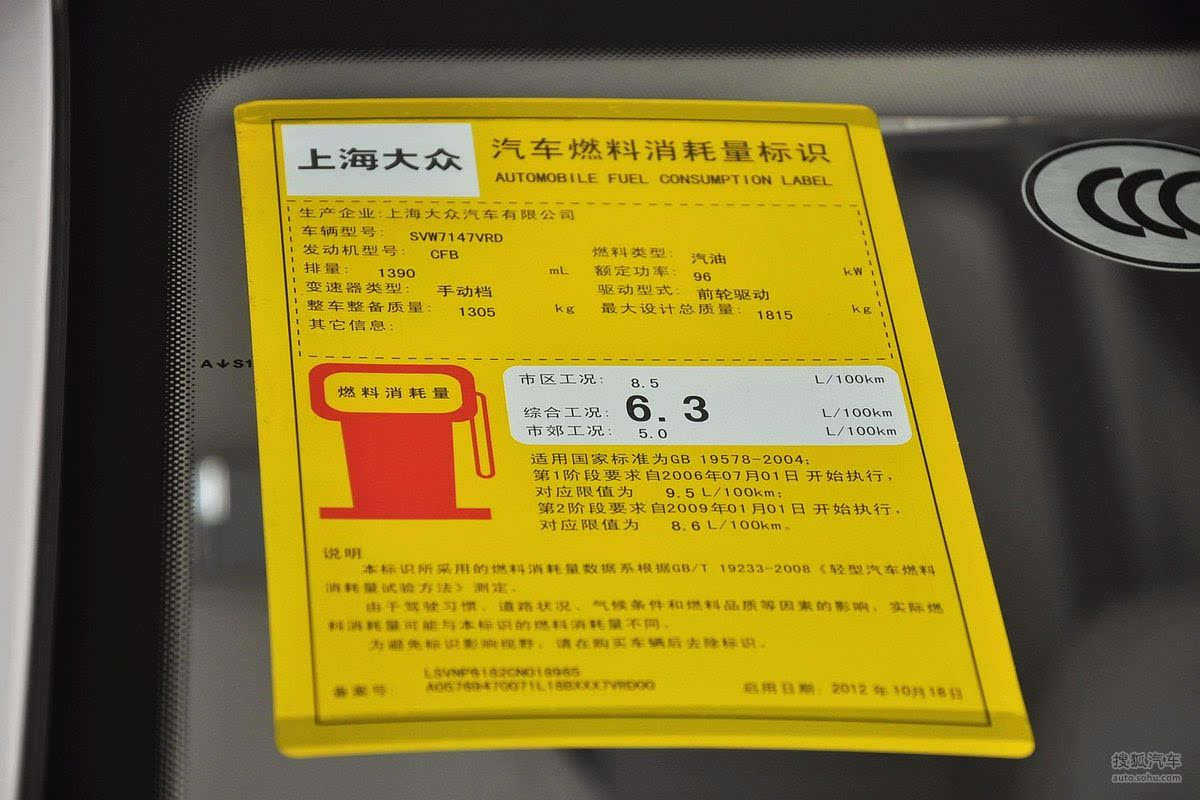 上海大众
汽车燃料消耗量标识
AUTOMOBILE FUEL CONSUMPTION LABEL
生产企业:上海大众汽车有限公司
车辆型号: SVW7147VRD
发动机型号: CFB 燃料类型: 汽油
排量: 1390 mL 额定功率: 96 kW
变速器类型: 手动档 驱动型式: 前轮驱动
整车整备质量: 1305 kg 最大设计总质量: 1815 kg
其它信息:
A↓S1
燃料消耗量
市区工况: 8.5 L/100km
综合工况: 6.3 L/100km
市郊工况: 5.0 L/100km
适用国家标准为GB 19578-2004;
第1阶段要求自2006年07月01日 开始执行,
对应限值为 9.5 L/100km;
第2阶段要求自2009年01月01日 开始执行,
对应限值为 8.6 L/100km。
说明
本标识所采用的燃料消耗量数据系根据GB/T 19233-2008《轻型汽车燃料
消耗量试验方法》测定。
由于驾驶习惯、道路状况、气候条件和燃料品质等因素的影响,实际燃
料消耗量可能与本标识的燃料消耗量不同。
为避免标识影响视野,请在购买车辆后去除标识。
备案号: 启用日期: 2012 年 10月 18日
CCC
搜狐汽车
auto.sohu.com